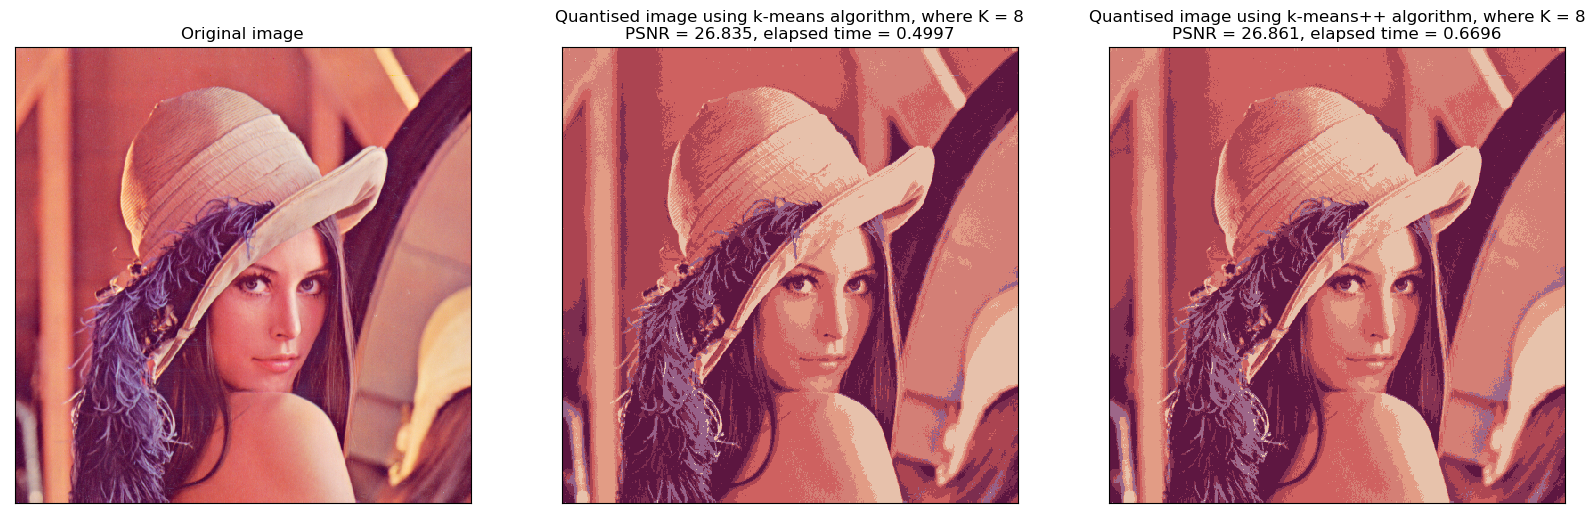 Original image
Quantised image using k-means algorithm, where K = 8
PSNR = 26.835, elapsed time = 0.4997
Quantised image using k-means++ algorithm, where K = 8
PSNR = 26.861, elapsed time = 0.6696